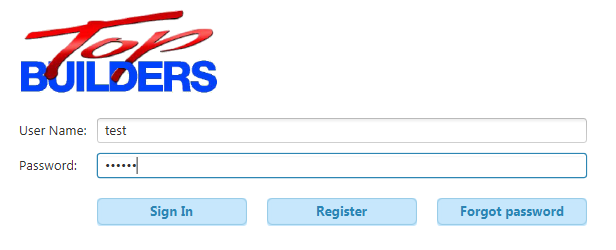 Top
BUILDERS
User Name: test
Password: ••••••
Sign In Register Forgot password